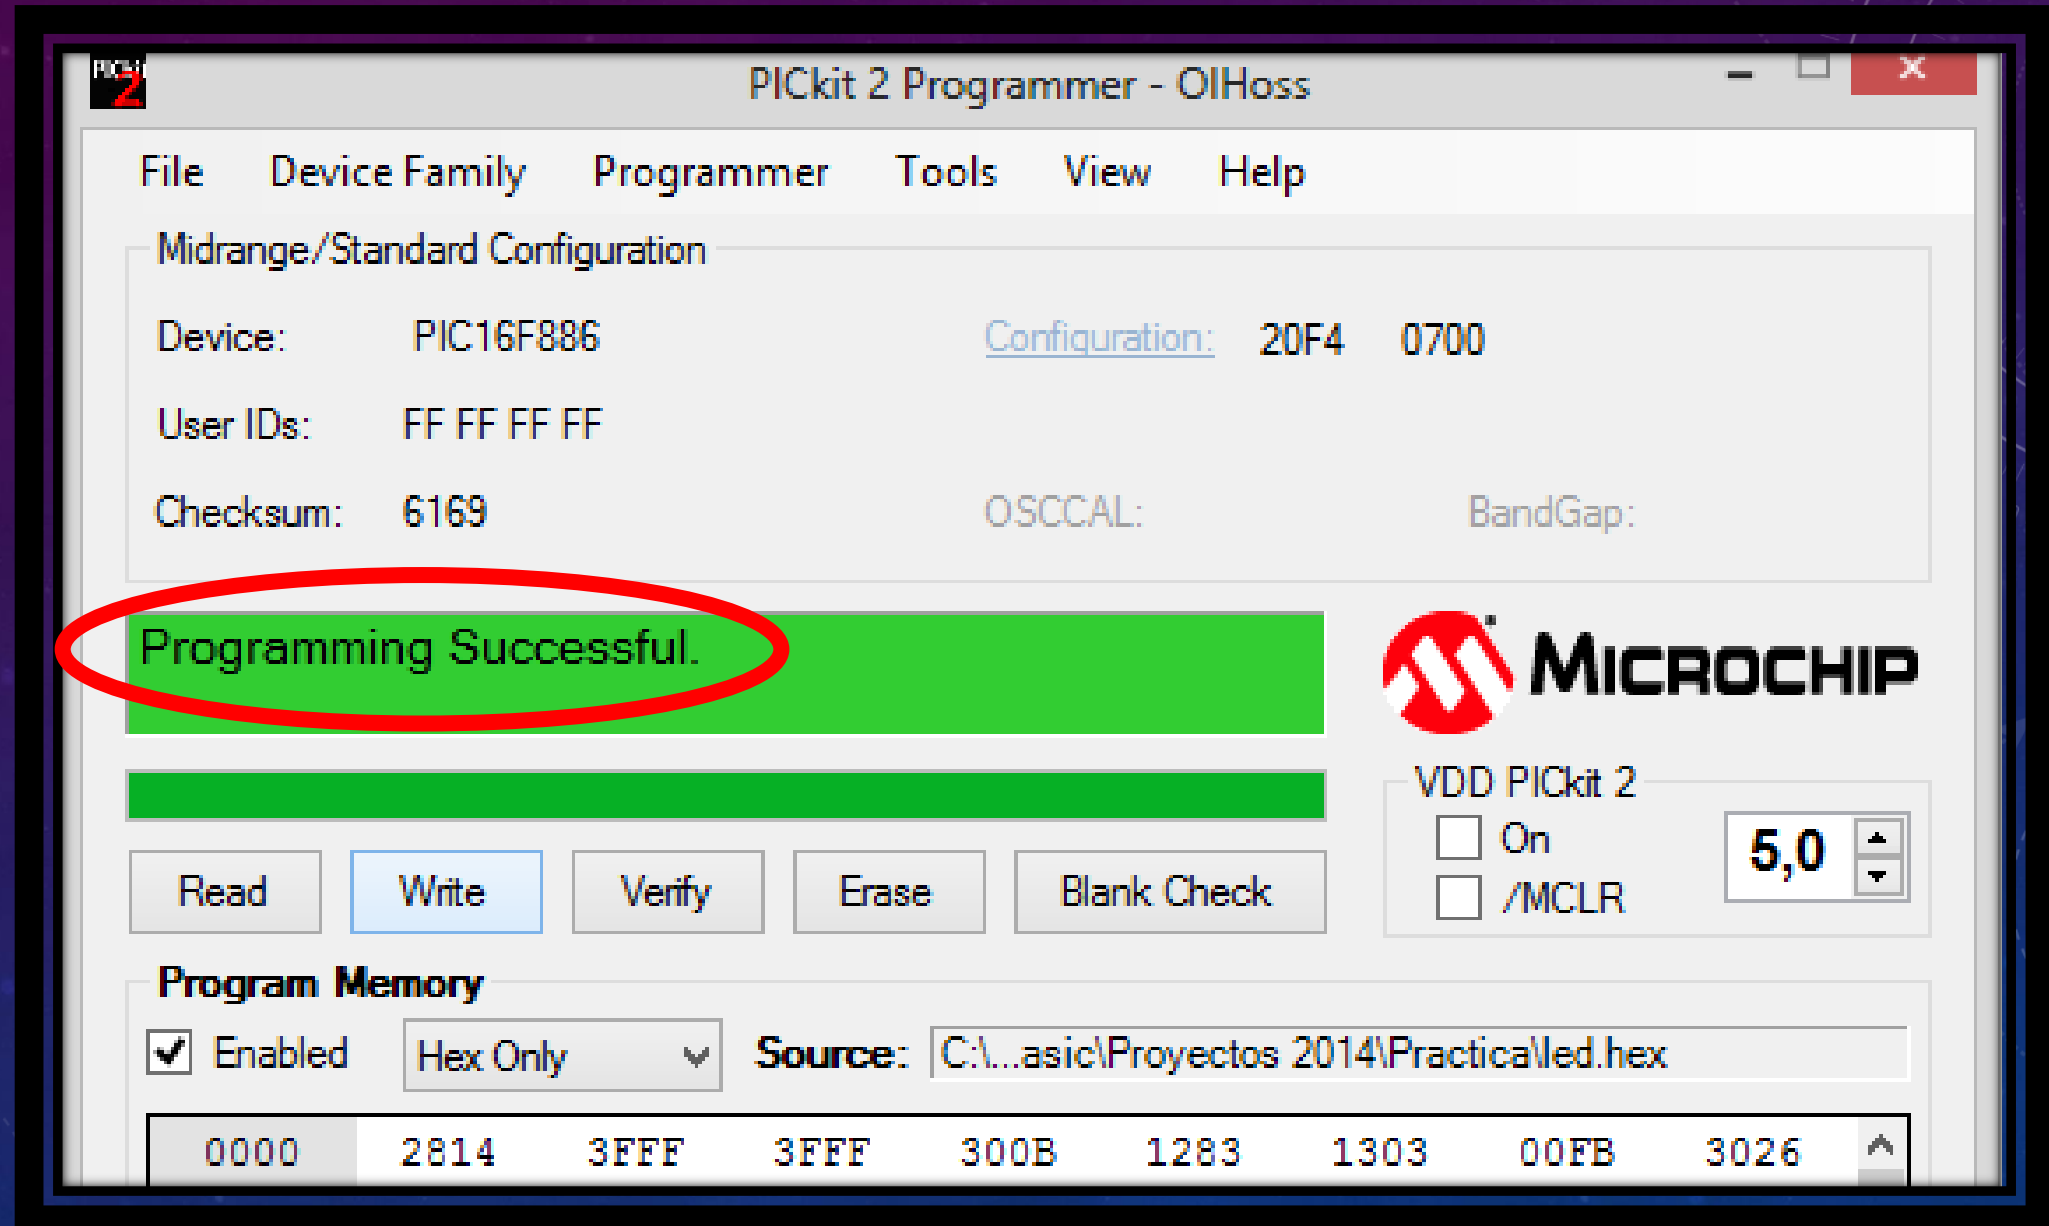 PICkit 2 Programmer - OlHoss
File Device Family Programmer Tools View Help
Midrange/Standard Configuration
Device: PIC16F886 Configuration: 20F4 0700
User IDs: FF FF FF FF
Checksum: 6169 OSCCAL: BandGap:
Programming Successful.
MICROCHIP
VDD PICkit 2
On
5,0
/MCLR
Read Write Verify Erase Blank Check
Program Memory
Enabled Hex Only Source: C:\...asic\Proyectos 2014\Practica\led.hex
0000 2814 3FFF 3FFF 300B 1283 1303 00FB 3026